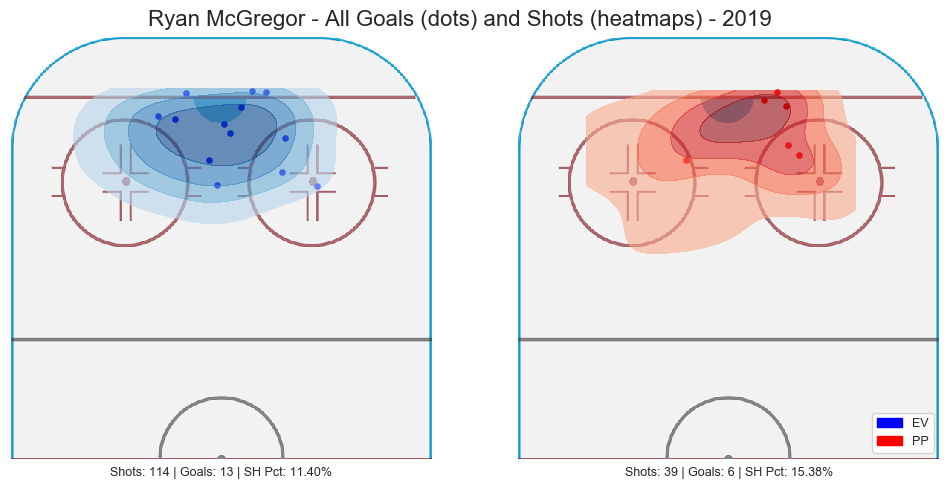 Ryan McGregor - All Goals (dots) and Shots (heatmaps) - 2019
EV
PP
Shots: 114 | Goals: 13 | SH Pct: 11.40%
Shots: 39 | Goals: 6 | SH Pct: 15.38%